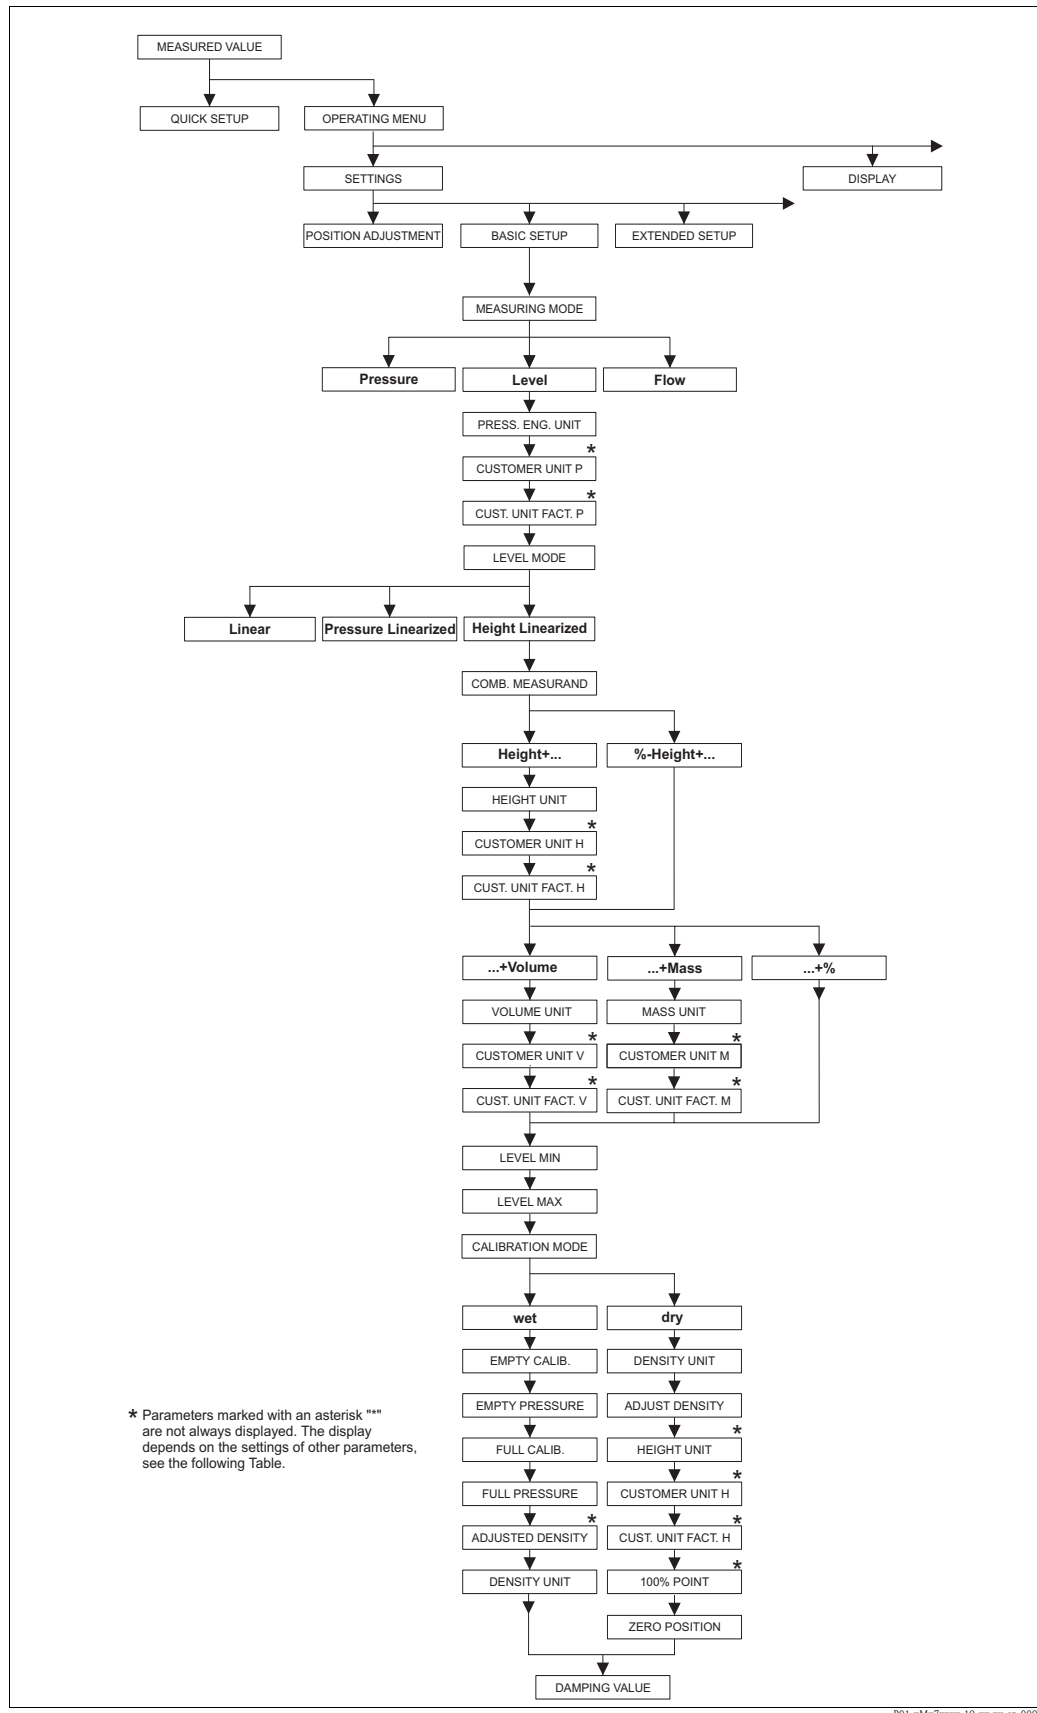 MEASURED VALUE
QUICK SETUP
OPERATING MENU
SETTINGS
DISPLAY
POSITION ADJUSTMENT
BASIC SETUP
EXTENDED SETUP
MEASURING MODE
Pressure
Level
Flow
PRESS. ENG. UNIT
*
CUSTOMER UNIT P
*
CUST. UNIT FACT. P
LEVEL MODE
Linear
Pressure Linearized
Height Linearized
COMB. MEASURAND
Height+...
%-Height+...
HEIGHT UNIT
*
CUSTOMER UNIT H
*
CUST. UNIT FACT. H
...+Volume
...+Mass
...+%
VOLUME UNIT
MASS UNIT
*
*
CUSTOMER UNIT V
CUSTOMER UNIT M
*
*
CUST. UNIT FACT. V
CUST. UNIT FACT. M
LEVEL MIN
LEVEL MAX
CALIBRATION MODE
wet
dry
EMPTY CALIB.
DENSITY UNIT
EMPTY PRESSURE
ADJUST DENSITY
*
FULL CALIB.
HEIGHT UNIT
*
FULL PRESSURE
CUSTOMER UNIT H
*
*
ADJUSTED DENSITY
CUST. UNIT FACT. H
*
DENSITY UNIT
100% POINT
ZERO POSITION
DAMPING VALUE
* Parameters marked with an asterisk "*"
are not always displayed. The display
depends on the settings of other parameters,
see the following Table.